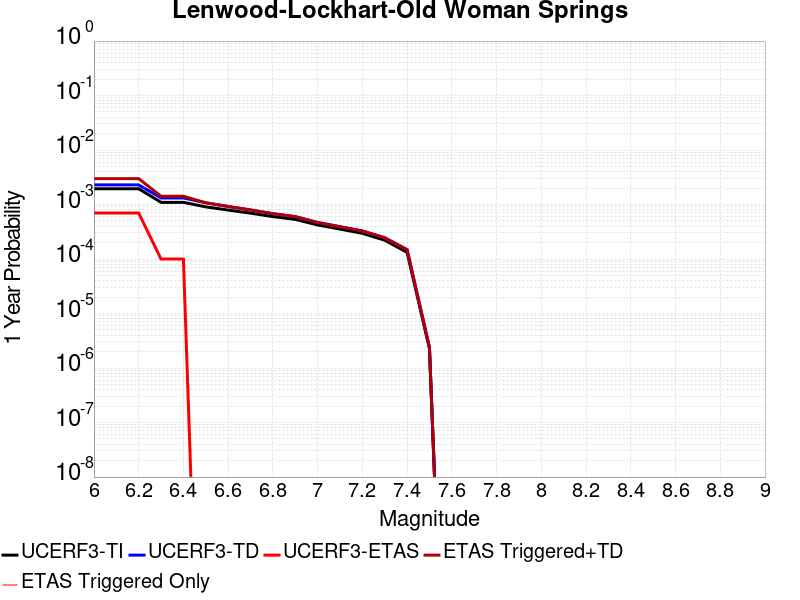 Lenwood-Lockhart-Old Woman Springs
10^0
10^-1
10^-2
10^-3
10^-4
10^-5
10^-6
10^-7
10^-8
1 Year Probability
6 6.2 6.4 6.6 6.8 7 7.2 7.4 7.6 7.8 8 8.2 8.4 8.6 8.8 9
Magnitude
UCERF3-TI UCERF3-TD UCERF3-ETAS ETAS Triggered+TD
ETAS Triggered Only